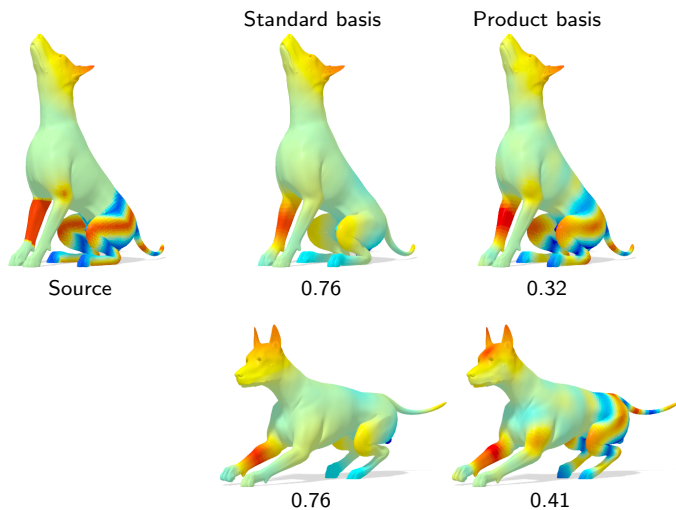 Standard basis
Product basis
Source
0.76
0.32
0.76
0.41